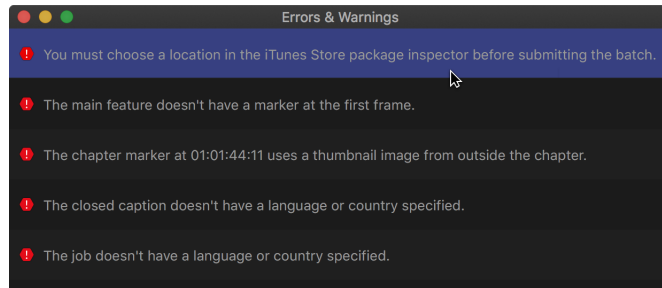 Errors & Warnings
You must choose a location in the iTunes Store package inspector before submitting the batch.
The main feature doesn't have a marker at the first frame.
The chapter marker at 01:01:44:11 uses a thumbnail image from outside the chapter.
The closed caption doesn't have a language or country specified.
The job doesn't have a language or country specified.